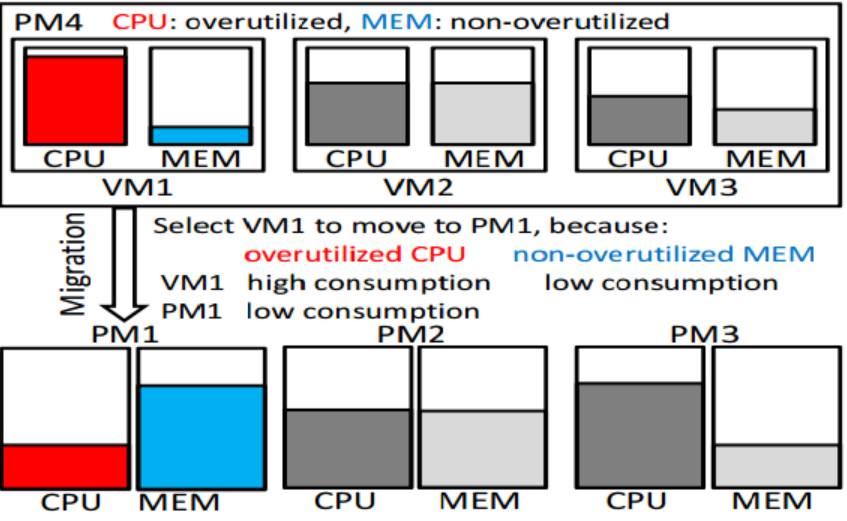 PM4 CPU: overutilized, MEM: non-overutilized
CPU MEM CPU MEM CPU MEM
VM1 VM2 VM3
Migration
Select VM1 to move to PM1, because:
overutilized CPU non-overutilized MEM
VM1 high consumption low consumption
PM1 low consumption
PM1 PM2 PM3
CPU MEM CPU MEM CPU MEM